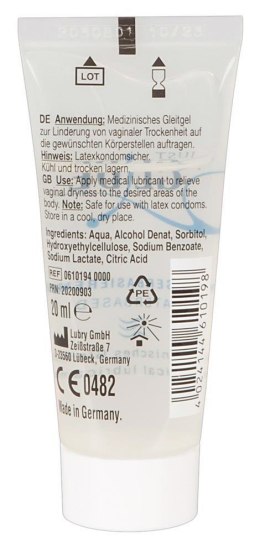 LOT
DE Anwendung: Medizinisches Gleitgel
zur Linderung von vaginaler Trockenheit auf
die gewünschten Körperstellen auftragen.
Hinweis: Latexkondomsicher.
Kühl und trocken lagern.
GB Use: Apply medical lubricant to relieve
vaginal dryness to the desired areas of the
body. Note: Safe for use with latex condoms.
Store in a cool, dry place.
Ingredients: Aqua, Alcohol Denat, Sorbitol,
Hydroxyethylcellulose, Sodium Benzoate,
Sodium Lactate, Citric Acid
REF 0610194 0000
PRN: 20200903
20 ml e
PE
Lubry GmbH
Zeißstraße 7
D-23560 Lübeck, Germany
CE 0482
Made in Germany.
4024144610198